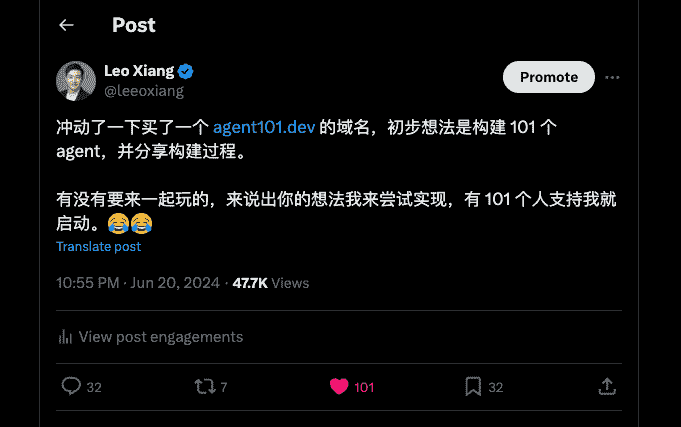 Post
Leo Xiang
@leeoxiang
Promote
冲动了一下买了一个 agent101.dev 的域名，初步想法是构建 101 个
agent，并分享构建过程。
有没有要来一起玩的，来说出你的想法我来尝试实现，有 101 个人支持我就
启动。😂😂
Translate post
10:55 PM · Jun 20, 2024 · 47.7K Views
View post engagements
32 7 101 32